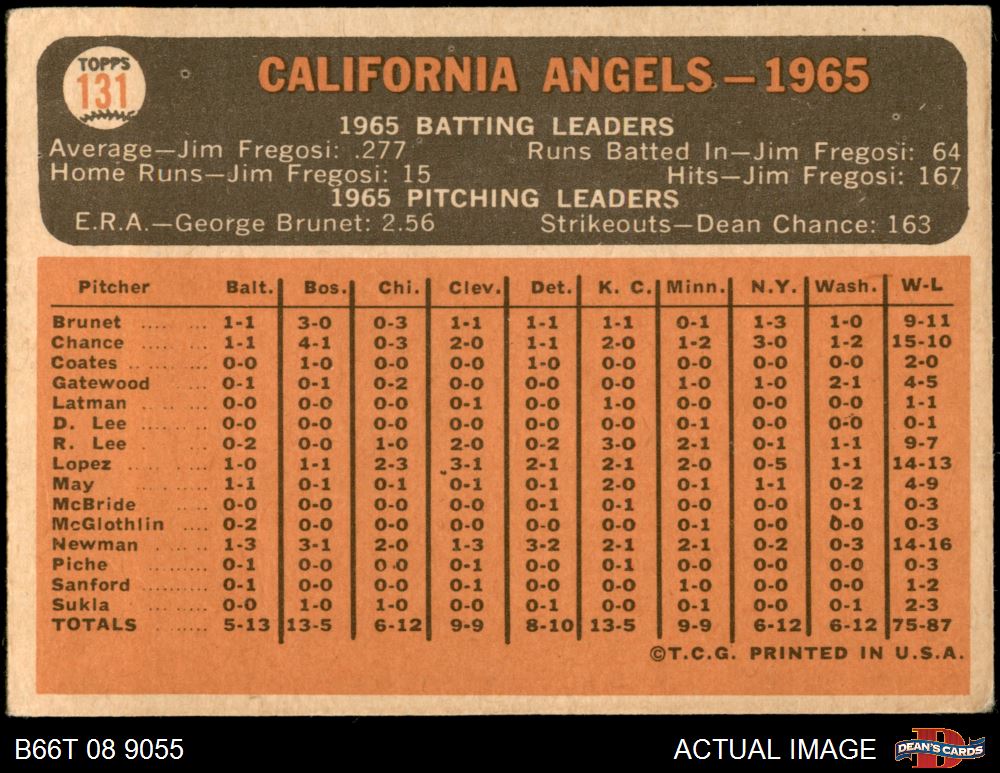 TOPPS
131
CALIFORNIA ANGELS—1965
1965 BATTING LEADERS
Average—Jim Fregosi: .277 Runs Batted In—Jim Fregosi: 64
Home Runs—Jim Fregosi: 15 Hits—Jim Fregosi: 167
1965 PITCHING LEADERS
E.R.A.—George Brunet: 2.56 Strikeouts—Dean Chance: 163
Pitcher Balt. Bos. Chi. Clev. Det. K. C. Minn. N.Y. Wash. W-L
Brunet .... ... 1-1 3-0 0-3 1-1 1-1 1-1 0-1 1-3 1-0 9-11
Chance .... ... 1-1 4-1 0-3 2-0 1-1 2-0 1-2 3-0 1-2 15-10
Coates .. .... ... 0-0 1-0 0-0 0-0 1-0 0-0 0-0 0-0 0-0 2-0
Gatewood .... 0-1 0-1 0-2 0-0 0-0 0-0 1-0 1-0 2-1 4-5
Latman .... ... 0-0 0-0 0-0 0-1 0-0 1-0 0-0 0-0 0-0 1-1
D. Lee .... ... 0-0 0-0 0-0 0-0 0-0 0-0 0-1 0-0 0-0 0-1
R. Lee .... ... 0-2 0-0 1-0 2-0 0-2 3-0 2-1 0-1 1-1 9-7
Lopez .... ... 1-0 1-1 2-3 3-1 2-1 2-1 2-0 0-5 1-1 14-13
May .... ... 1-1 0-1 0-1 0-1 0-1 2-0 0-1 1-1 0-2 4-9
McBride .... ... 0-0 0-0 0-0 0-0 0-1 0-1 0-0 0-0 0-1 0-3
McGlothlin .... 0-2 0-0 0-0 0-0 0-0 0-0 0-1 0-0 0-0 0-3
Newman .... ... 1-3 3-1 2-0 1-3 3-2 2-1 2-1 0-2 0-3 14-16
Piche .... ... 0-1 0-0 0-0 0-1 0-0 0-1 0-0 0-0 0-0 0-3
Sanford .... ... 0-1 0-0 0-0 0-1 0-0 0-0 1-0 0-0 0-0 1-2
Sukla .... ... 0-0 1-0 1-0 0-0 0-1 0-0 0-1 0-0 0-1 2-3
TOTALS ........ 5-13 13-5 6-12 9-9 8-10 13-5 9-9 6-12 6-12 75-87
©T.C.G. PRINTED IN U.S.A.
B66T 08 9055 ACTUAL IMAGE DEAN'S CARDS